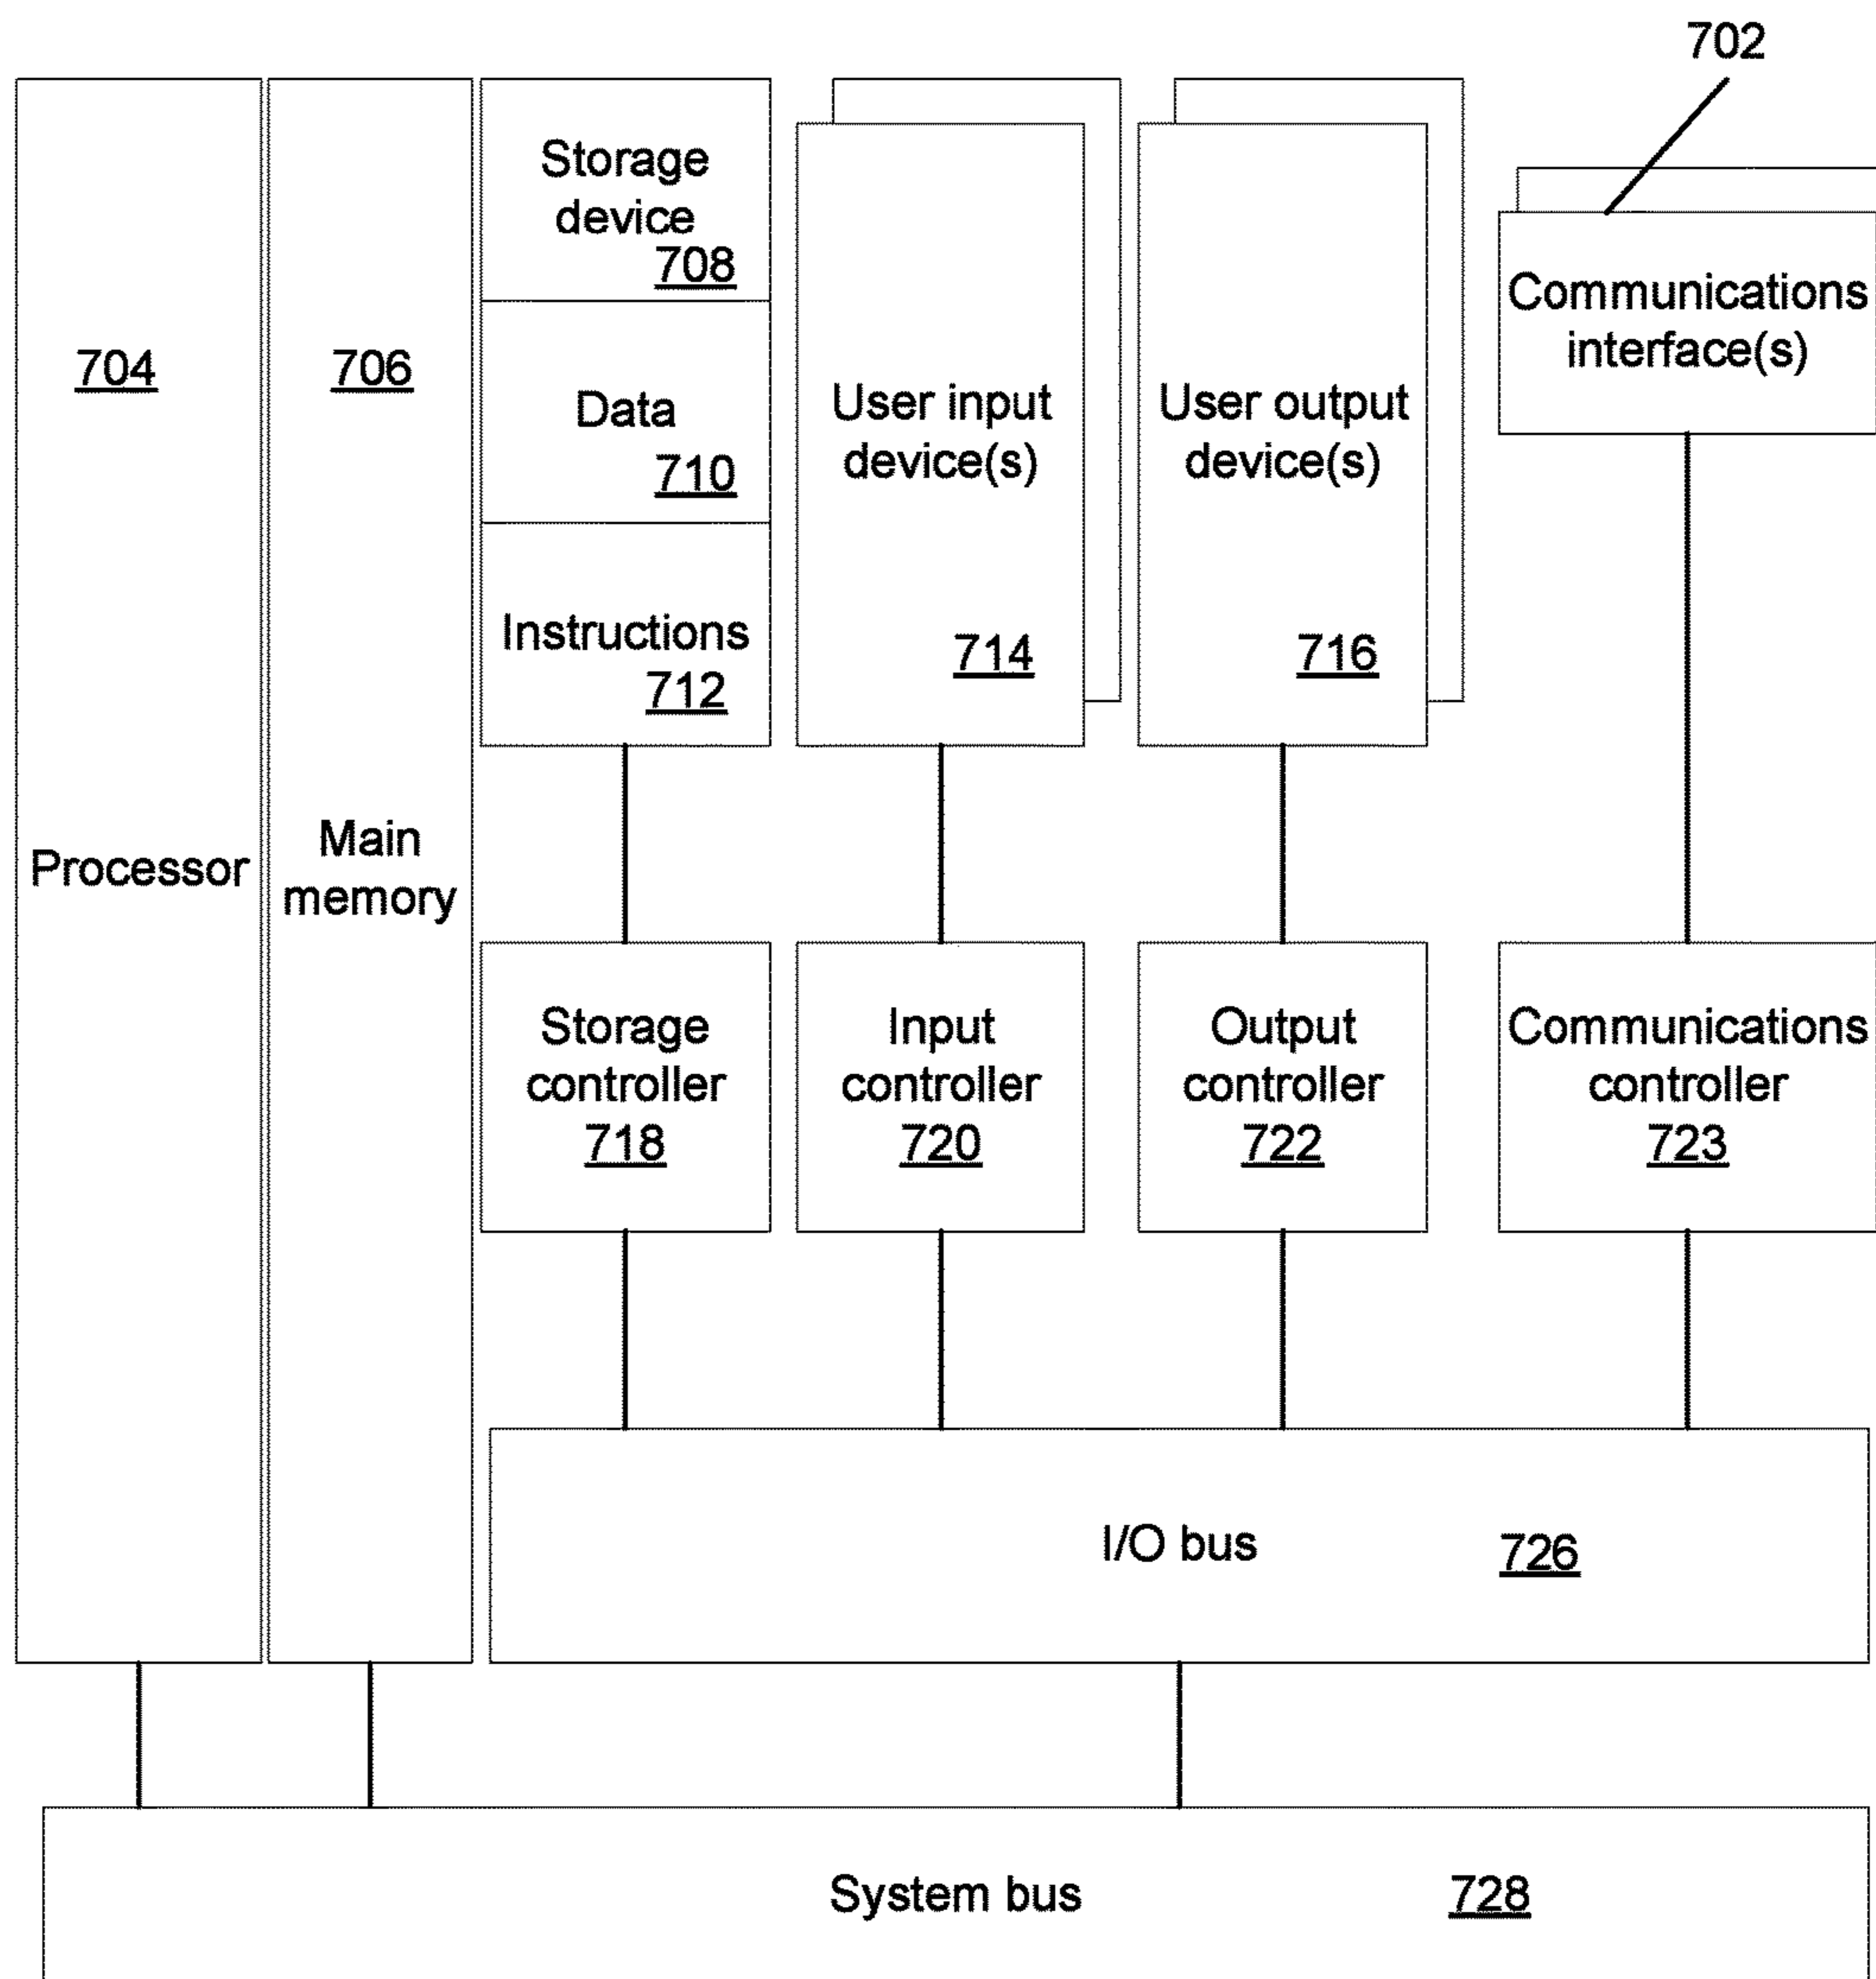 702
Storage
device
708
704
706
Data
710
User input
device(s)
User output
device(s)
Communications
interface(s)
Instructions
712
714
716
Processor
Main
memory
Storage
controller
718
Input
controller
720
Output
controller
722
Communications
controller
723
I/O bus
726
System bus
728